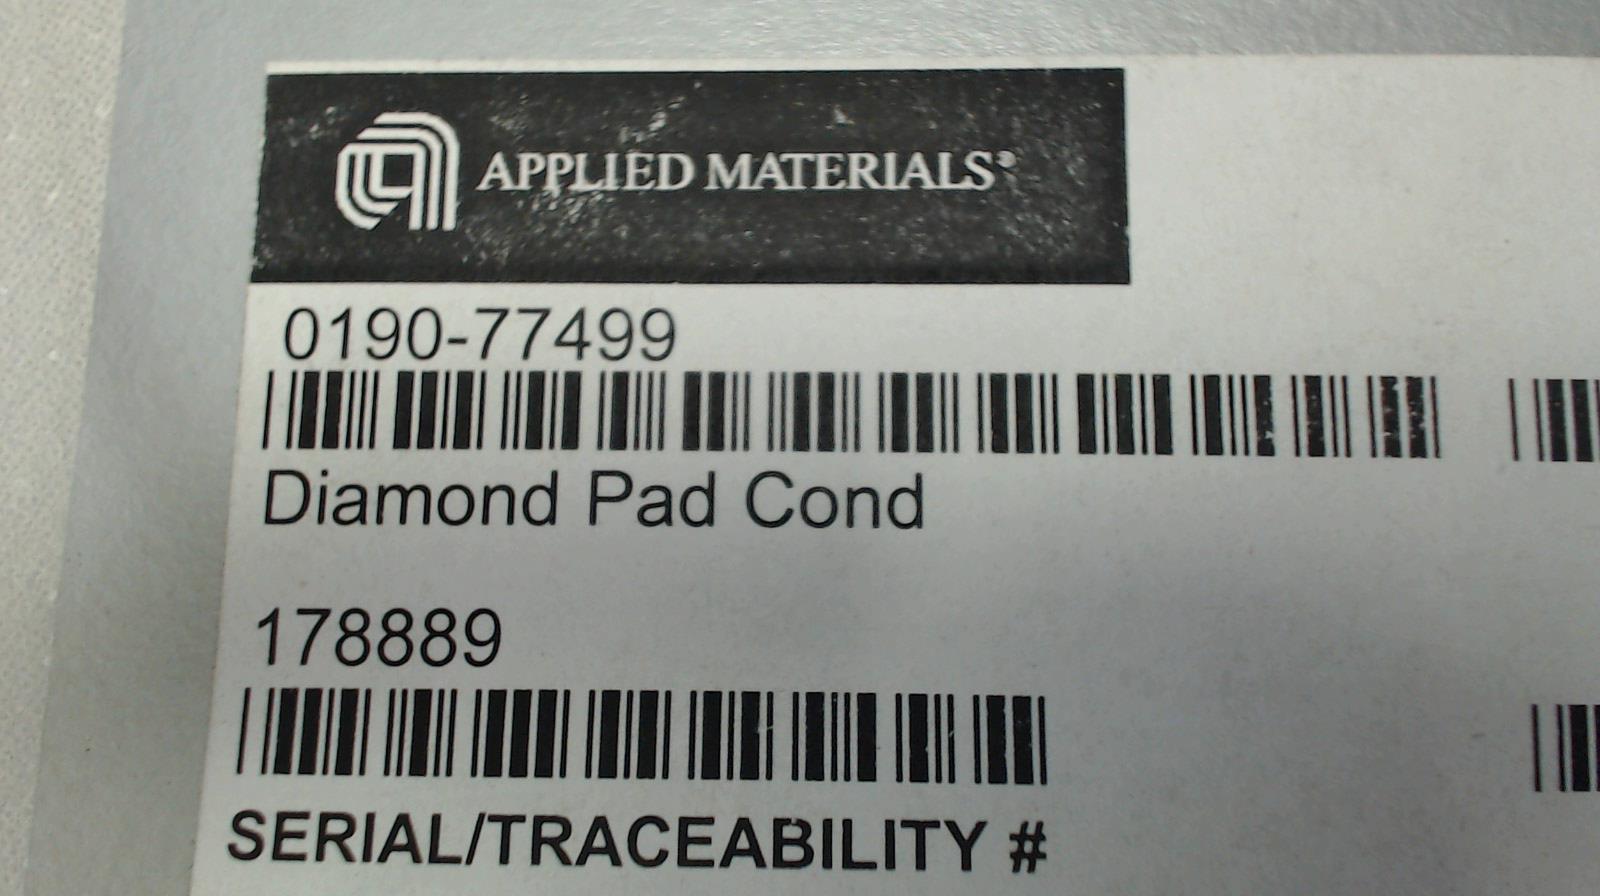 APPLIED MATERIALS®
0190-77499
Diamond Pad Cond
178889
SERIAL/TRACEABILITY #